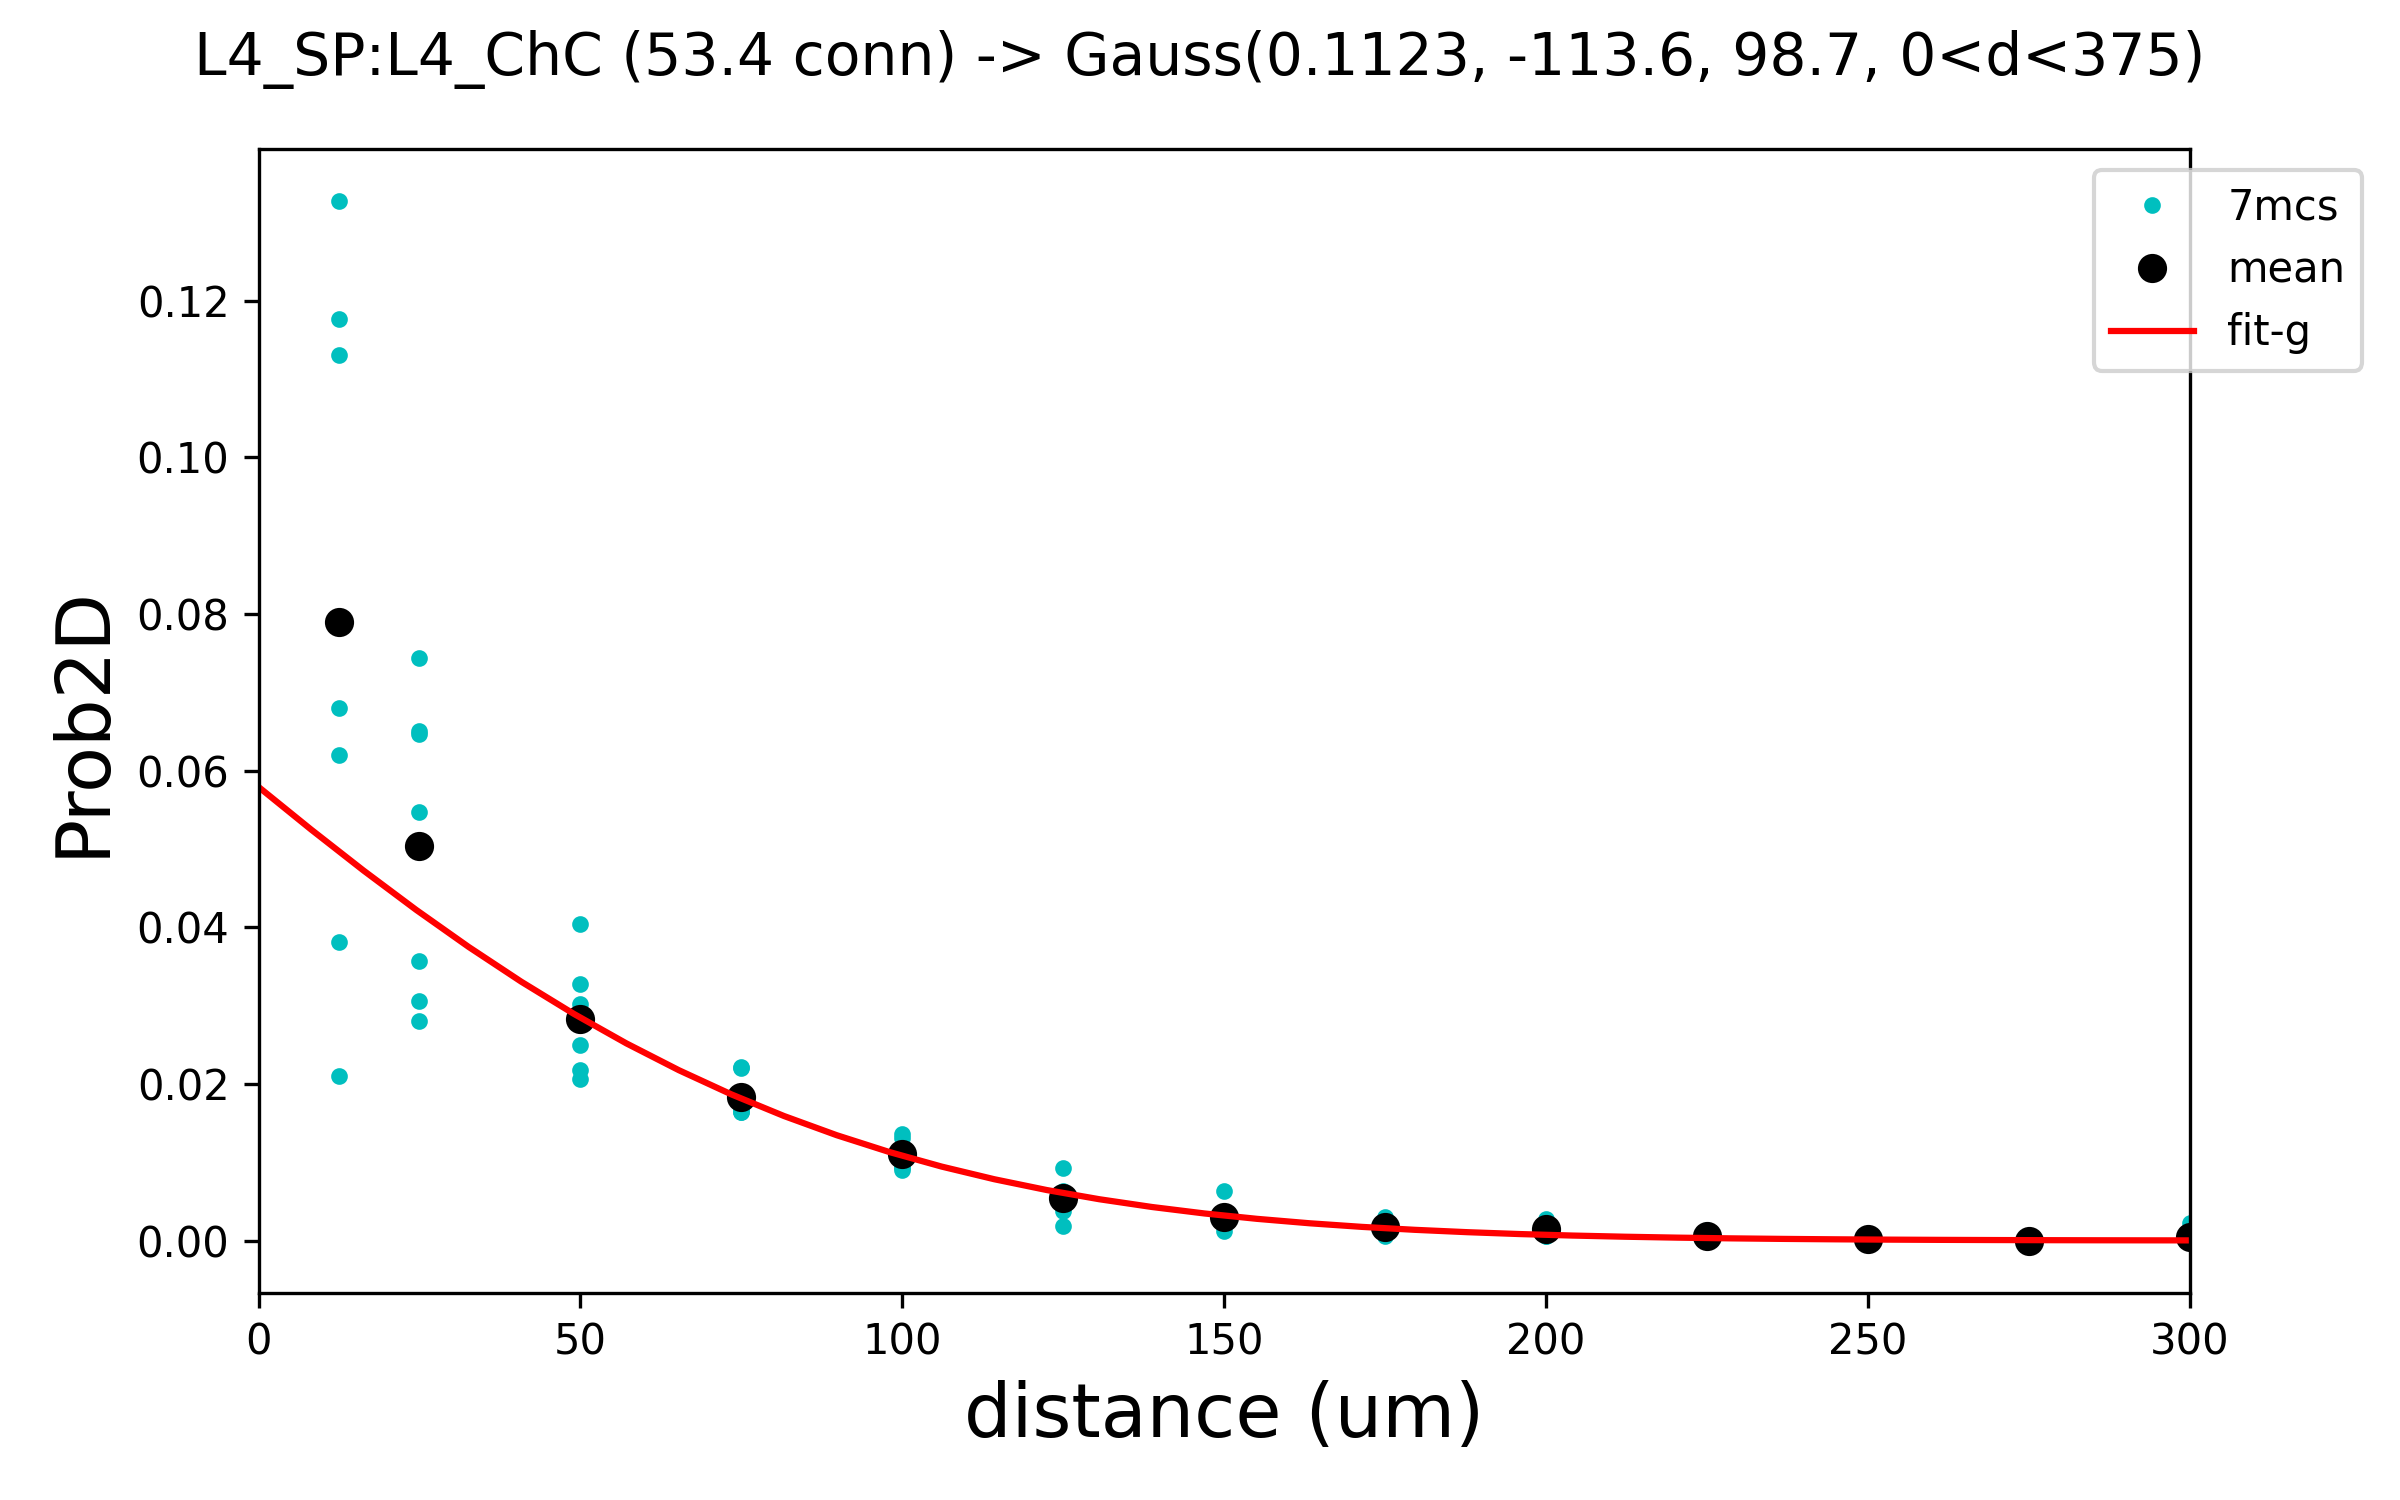 L4_SP:L4_ChC (53.4 conn) -> Gauss(0.1123, -113.6, 98.7, 0<d<375)
7mcs
mean
fit-g
0.12
0.10
0.08
0.06
0.04
0.02
0.00
Prob2D
0 50 100 150 200 250 300
distance (um)